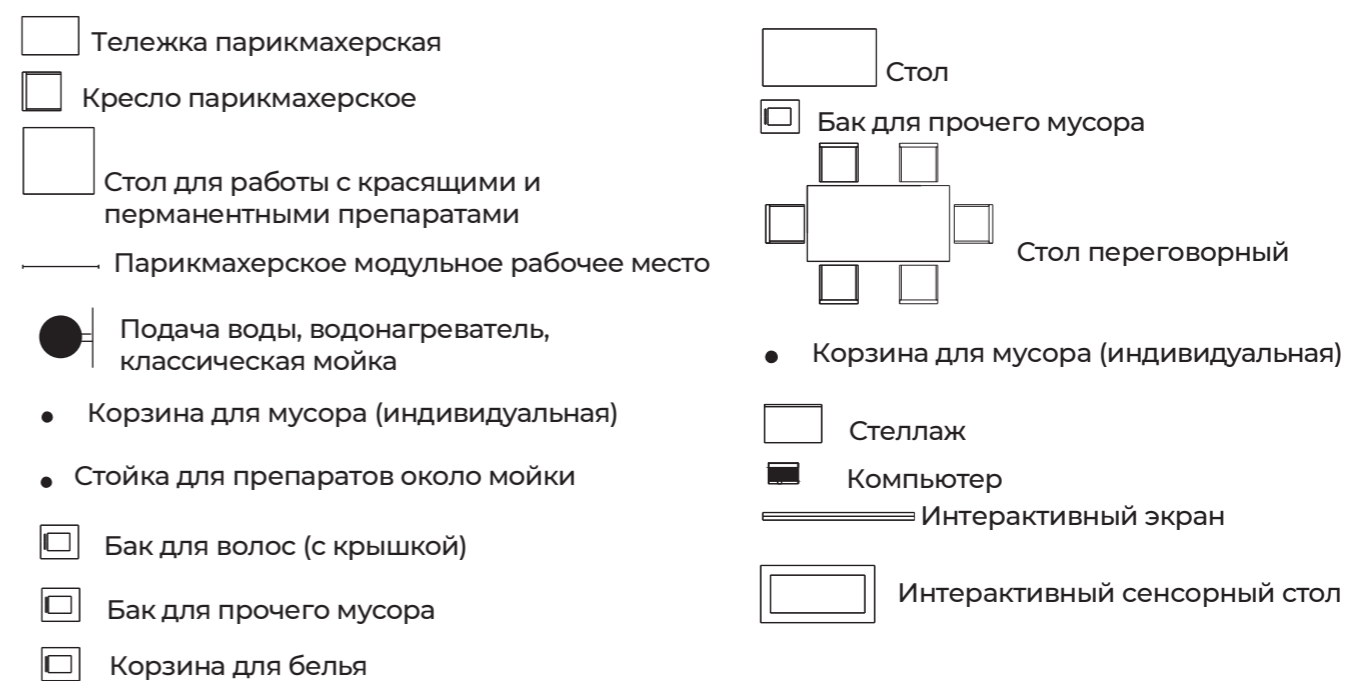 Тележка парикмахерская
Кресло парикмахерское
Стол для работы с красящими и
перманентными препаратами
Парикмахерское модульное рабочее место
Подача воды, водонагреватель,
классическая мойка
Корзина для мусора (индивидуальная)
Стойка для препаратов около мойки
Бак для волос (с крышкой)
Бак для прочего мусора
Корзина для белья
Стол
Бак для прочего мусора
Стол переговорный
Корзина для мусора (индивидуальная)
Стеллаж
Компьютер
Интерактивный экран
Интерактивный сенсорный стол